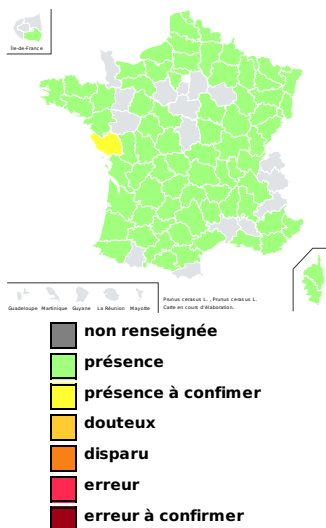 Île-de-France
Guadeloupe Martinique Guyane La Réunion Mayotte
Prunus cerasus L. , Prunus cerasus L.
Carte en cours d'élaboration.
non renseignée
présence
présence à confimer
douteux
disparu
erreur
erreur à confirmer